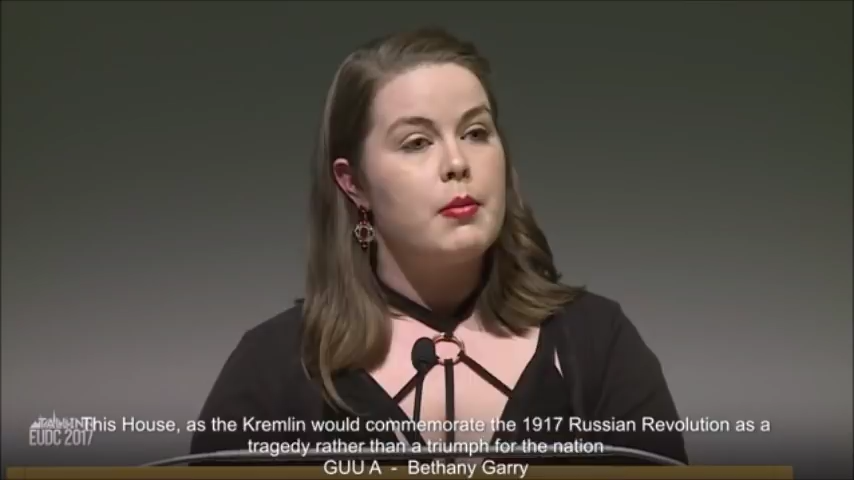 TALLINN
EUDC 2017
This House, as the Kremlin would commemorate the 1917 Russian Revolution as a
tragedy rather than a triumph for the nation
GUU A - Bethany Garry